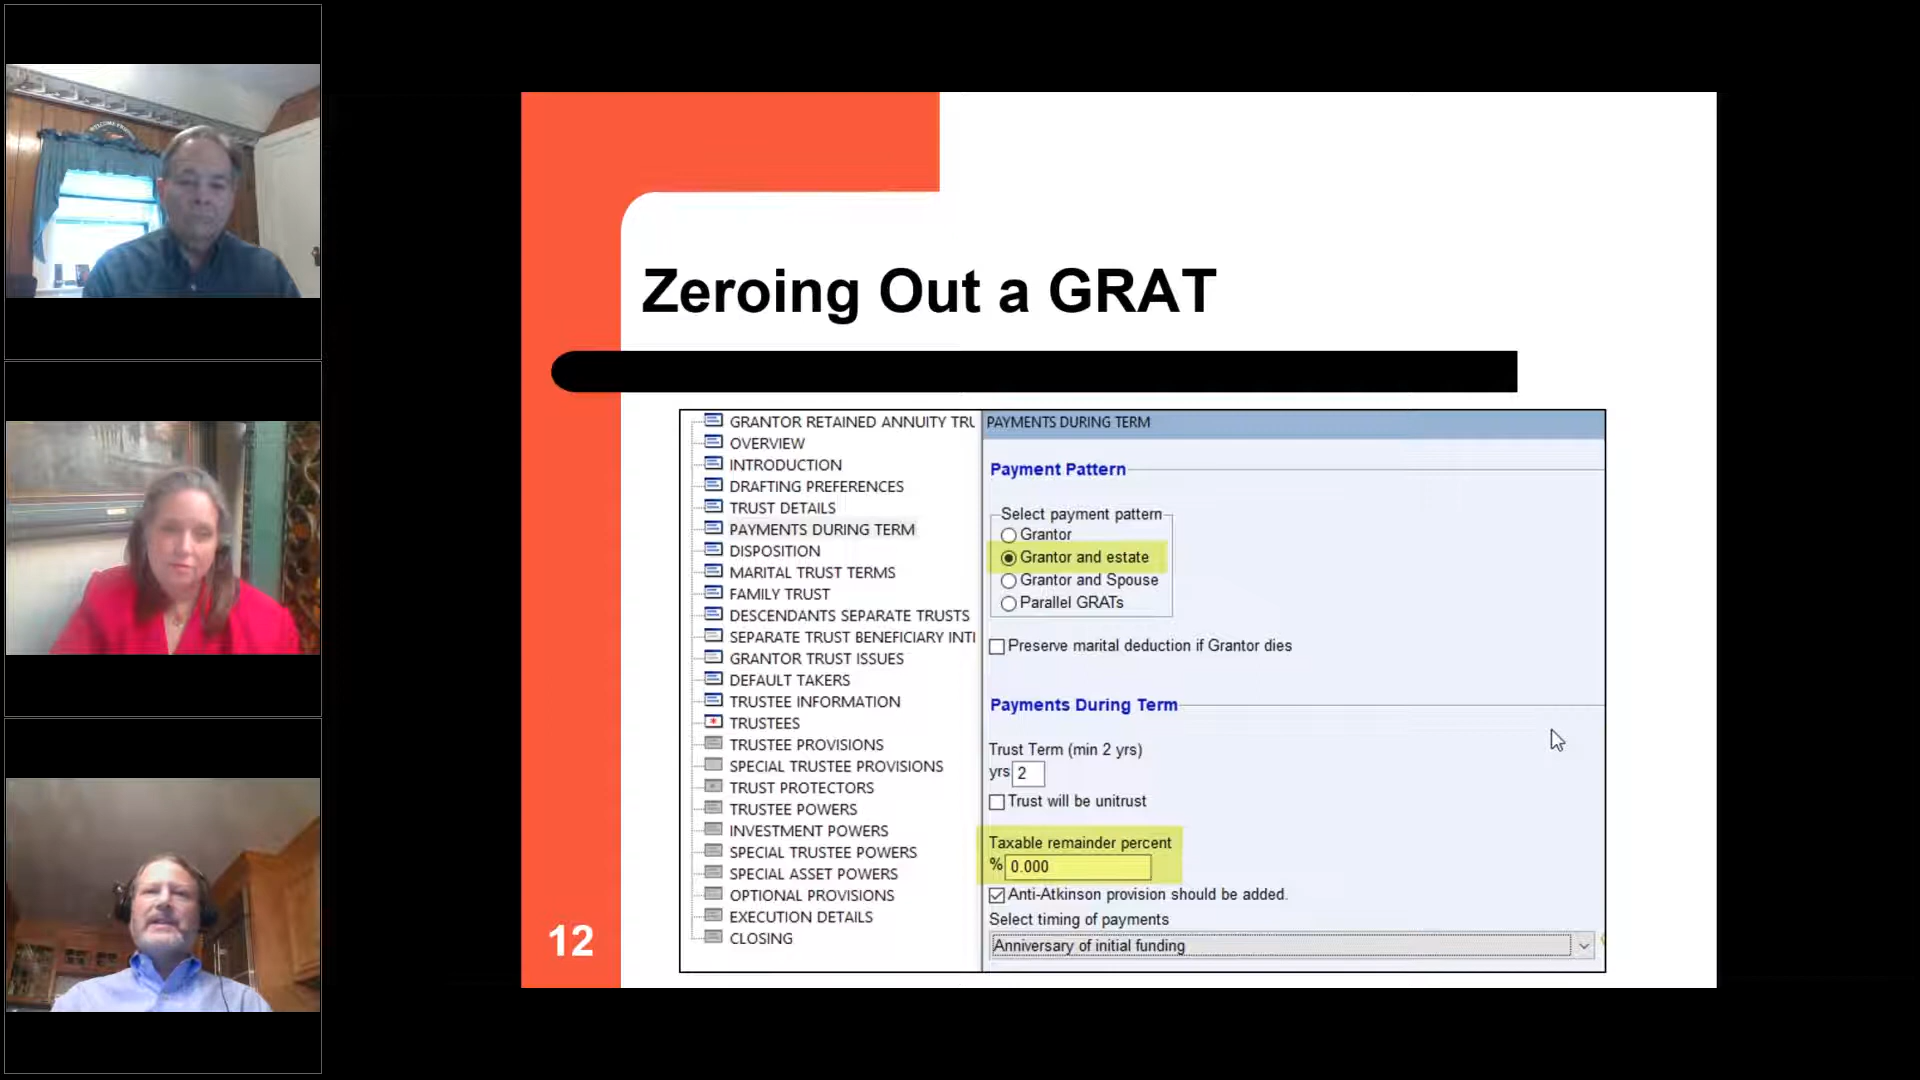 Zeroing Out a GRAT
GRANTOR RETAINED ANNUITY TRU
OVERVIEW
INTRODUCTION
DRAFTING PREFERENCES
TRUST DETAILS
PAYMENTS DURING TERM
DISPOSITION
MARITAL TRUST TERMS
FAMILY TRUST
DESCENDANTS SEPARATE TRUSTS
SEPARATE TRUST BENEFICIARY INTI
GRANTOR TRUST ISSUES
DEFAULT TAKERS
TRUSTEE INFORMATION
TRUSTEES
TRUSTEE PROVISIONS
SPECIAL TRUSTEE PROVISIONS
TRUST PROTECTORS
TRUSTEE POWERS
INVESTMENT POWERS
SPECIAL TRUSTEE POWERS
SPECIAL ASSET POWERS
OPTIONAL PROVISIONS
EXECUTION DETAILS
CLOSING
PAYMENTS DURING TERM
Payment Pattern
Select payment pattern
Grantor
Grantor and estate
Grantor and Spouse
Parallel GRATs
Preserve marital deduction if Grantor dies
Payments During Term
Trust Term (min 2 yrs)
yrs 2
Trust will be unitrust
Taxable remainder percent
% 0.000
Anti-Atkinson provision should be added.
Select timing of payments
Anniversary of initial funding
12